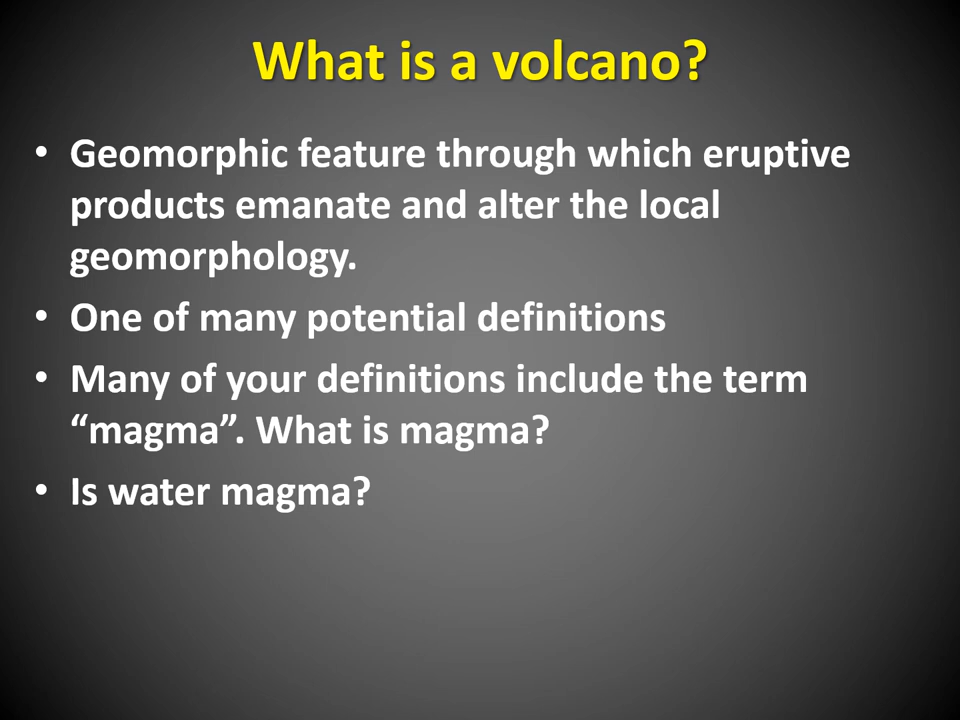 What is a volcano?
• Geomorphic feature through which eruptive
products emanate and alter the local
geomorphology.
• One of many potential definitions
• Many of your definitions include the term
“magma”. What is magma?
• Is water magma?